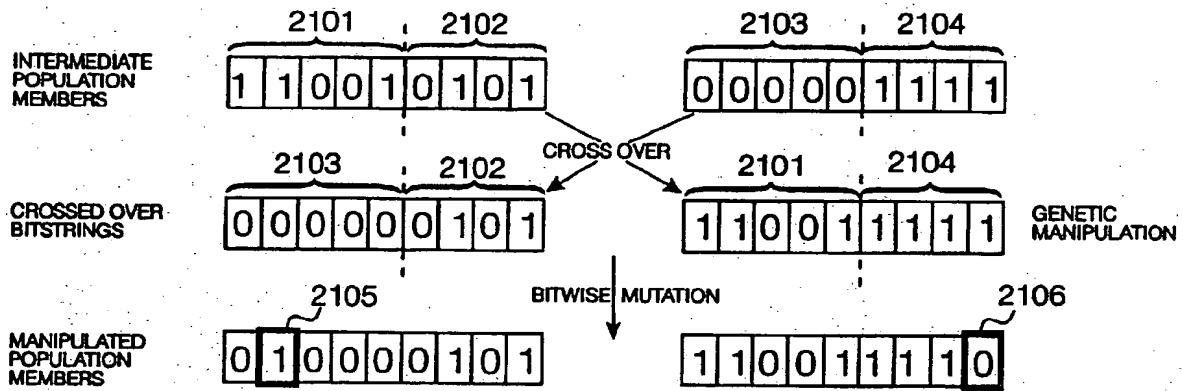 2101 2102 2103 2104
INTERMEDIATE
POPULATION
MEMBERS
1 1 0 0 1 0 1 0 1
0 0 0 0 0 1 1 1 1
CROSS OVER
2103 2102 2101 2104
CROSSED OVER
BITSTRINGS
0 0 0 0 0 0 1 0 1
1 1 0 0 1 1 1 1 1
GENETIC
MANIPULATION
2105 BITWISE MUTATION 2106
MANIPULATED
POPULATION
MEMBERS
0 1 0 0 0 0 1 0 1
1 1 0 0 1 1 1 1 0